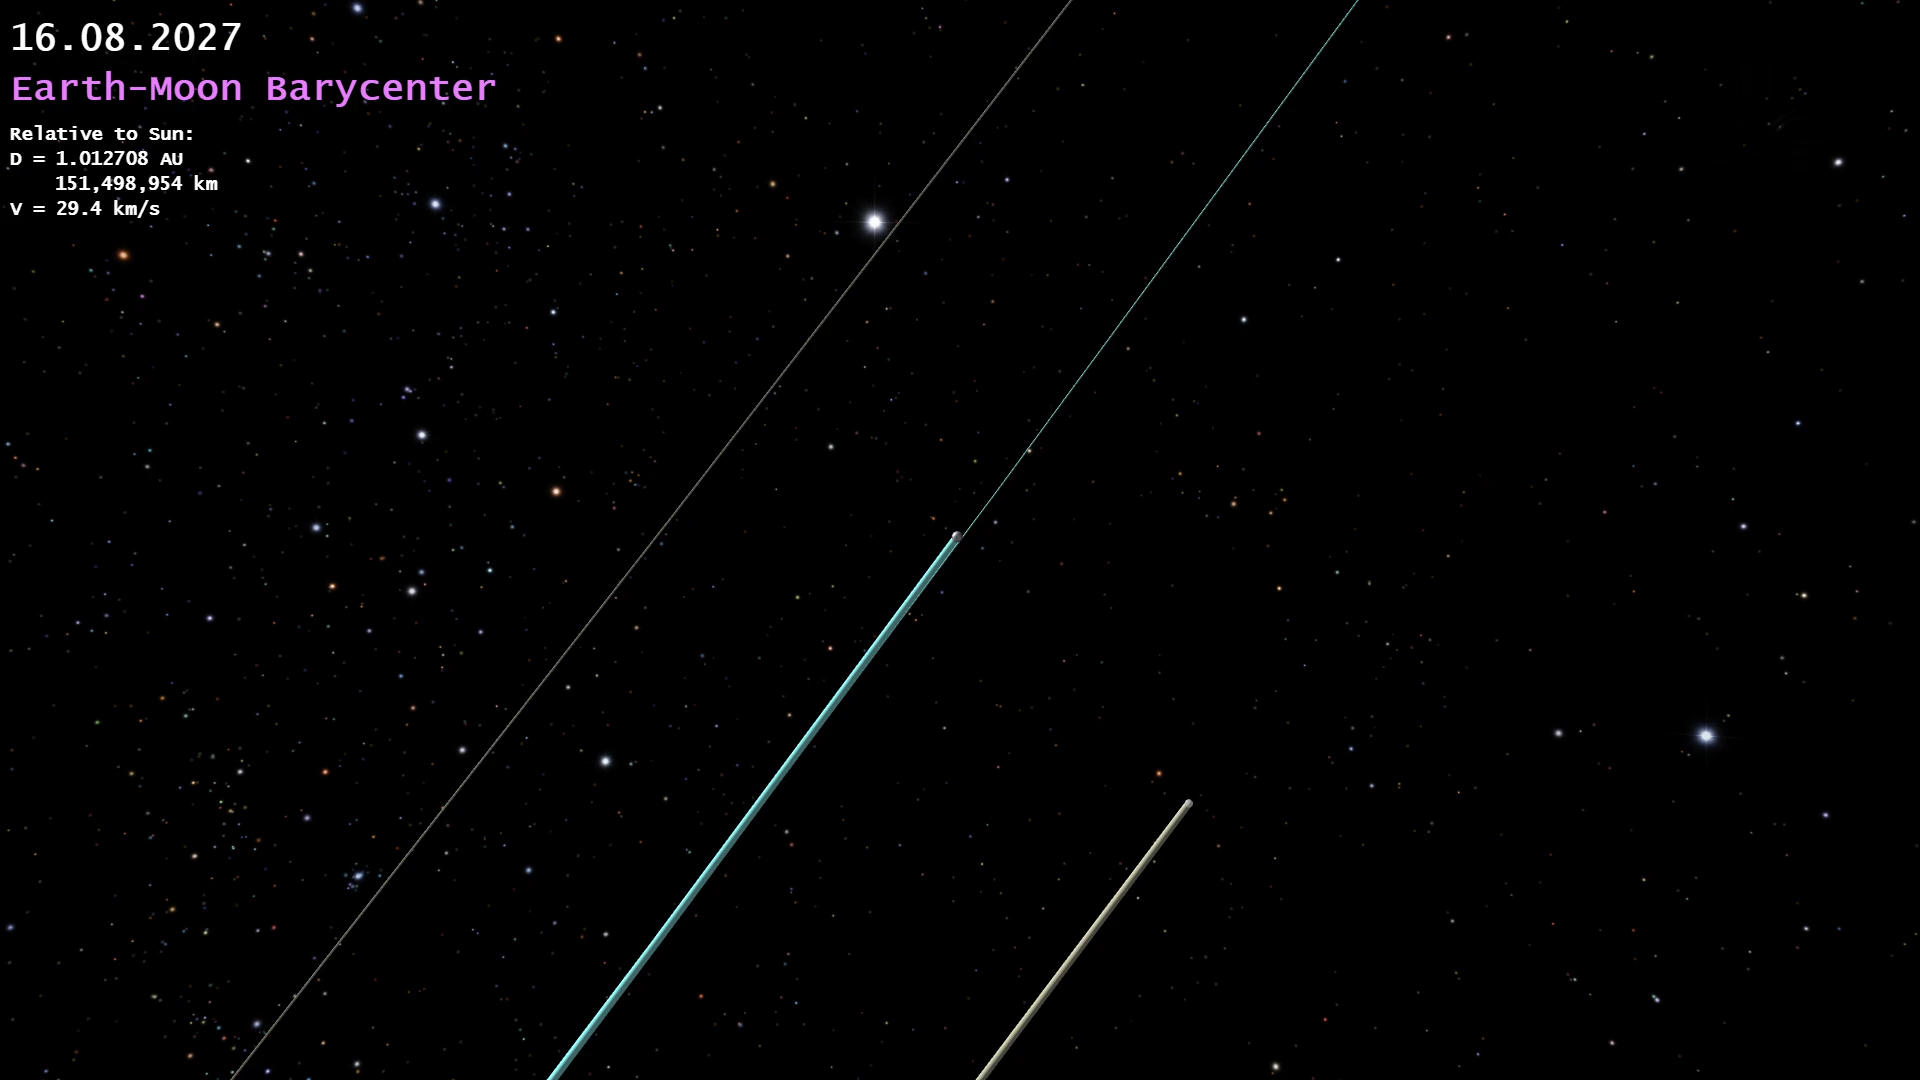 16.08.2027
Earth-Moon Barycenter
Relative to Sun:
D = 1.012708 AU
151,498,954 km
V = 29.4 km/s